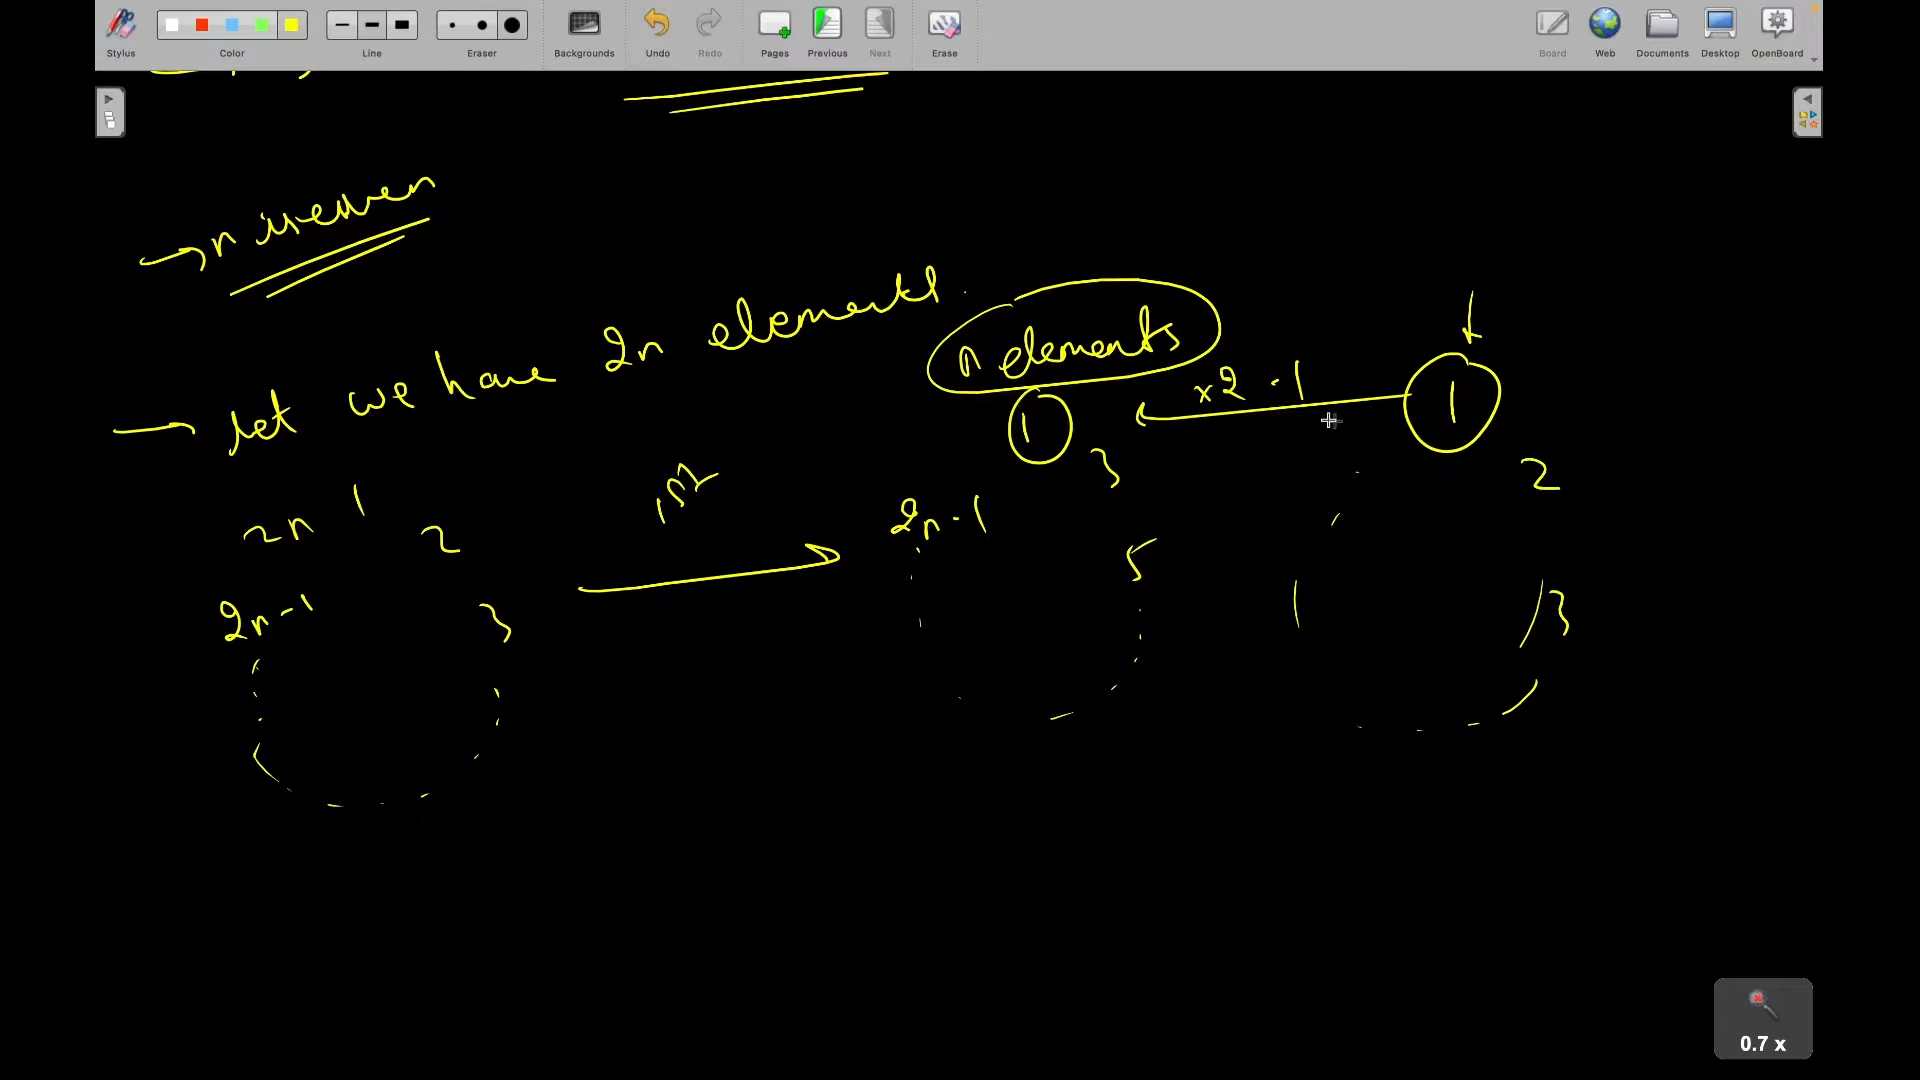 Stylus Color Line Eraser Backgrounds Undo Redo Pages Previous Next Erase Board Web Documents Desktop OpenBoard
→ n is even
→ let we have 2n elements.
n elements
1 ×2 -1 1
3 2
2n 1 2 1st 2n-1 5
2n-1 3 3
0.7 x